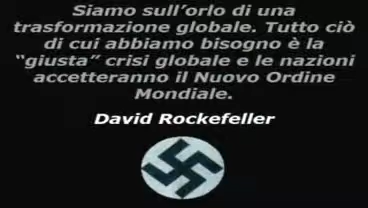 Siamo sull'orlo di una
trasformazione globale. Tutto ciò
di cui abbiamo bisogno è la
“giusta” crisi globale e le nazioni
accetteranno il Nuovo Ordine
Mondiale.
David Rockefeller